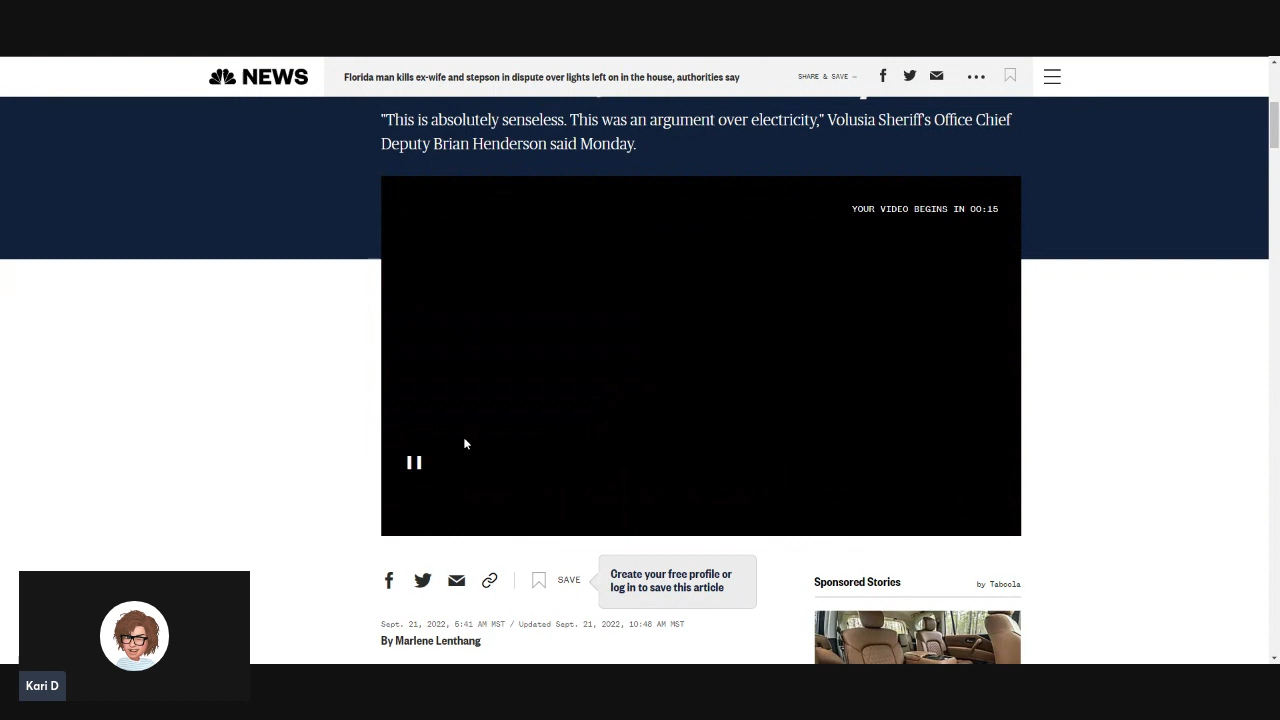 NEWS
Florida man kills ex-wife and stepson in dispute over lights left on in the house, authorities say
SHARE & SAVE —
"This is absolutely senseless. This was an argument over electricity," Volusia Sheriff's Office Chief
Deputy Brian Henderson said Monday.
YOUR VIDEO BEGINS IN 00:15
SAVE
Create your free profile or
log in to save this article
Sponsored Stories
by Taboola
Sept. 21, 2022, 5:41 AM MST / Updated Sept. 21, 2022, 10:48 AM MST
By Marlene Lenthang
Kari D